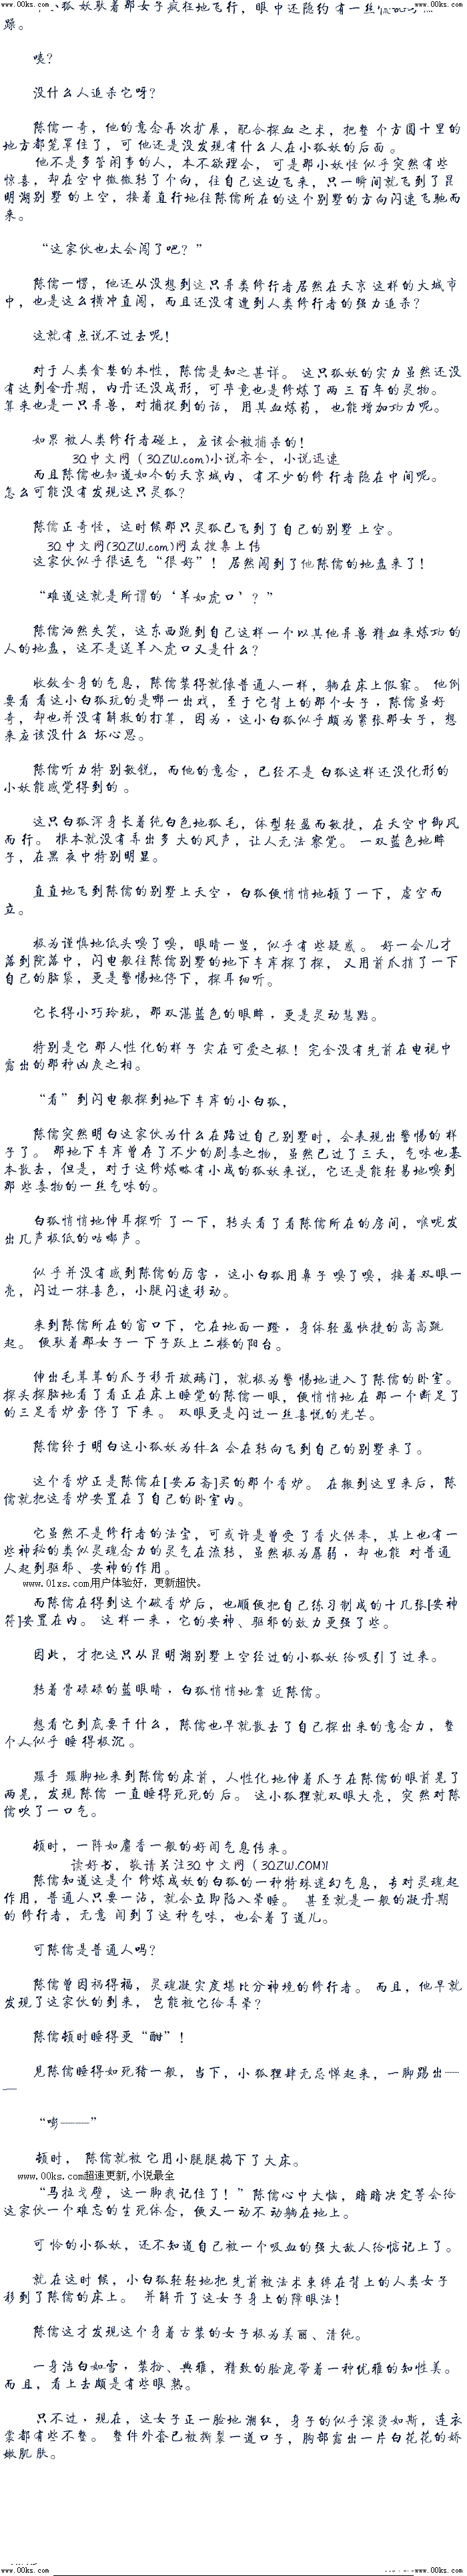 www.00ks.com www.00ks.com
小狐妖驮着那女子疯狂地飞行，眼中还隐约有一丝
躁。
咦？
没什么人追杀它呀？
陈儒一奇，他的意念再次扩展，配合探血之术，把整个方圆十里的
地方都笼罩住了，可他还是没发现有什么人在小狐妖的后面。
他不是多管闲事的人，本不欲理会，可是那小妖怪似乎突然有些
惊喜，却在空中微微转了个向，往自己这边飞来，只一瞬间就飞到了昆
明湖别墅的上空，接着直行地住陈儒所在的这个别墅的方向闪速飞驰而
来。
“这家伙也太会闯了吧？”
陈儒一愣，他还从没想到这只异类修行者居然在天京这样的大城市
中，也是这么横冲直闯，而且还没有遭到人类修行者的强力追杀？
这就有点说不过去呢！
对于人类贪婪的本性，陈儒是知之甚详。 这只狐妖的实力虽然还没
有达到金丹期，内丹还没成形，可毕竟也是修炼了两三百年的灵物。
算来也是一只异兽，对捕捉到的话，用其血炼药，也能增加功力呢。
如果被人类修行者碰上，应该会被捕杀的！
3Q中文网（3QZW.com)小说齐全，小说迅速
而且陈儒也知道如今的天京城内，有不少的修行者隐在中间呢。
怎么可能没有发现这只灵狐？
陈儒正奇怪，这时候那只灵狐已飞到了自己的别墅上空。
3Q中文网(3QZW.com)网友搜集上传
这家伙似乎很运气“很好”！ 居然闯到了他陈儒的地盘来了！
“难道这就是所谓的‘羊如虎口’？”
陈儒洒然失笑，这东西跑到自己这样一个以其他异兽精血来炼功的
人的地盘，这不是送羊入虎口又是什么？
收敛全身的气息，陈儒装得就像普通人一样，躺在床上假寐。 他倒
要看看这小白狐玩的是哪一出戏，至于它背上的那个女子，陈儒虽好
奇，却也并没有解救的打算，因为，这小白狐似乎颇为紧张那女子，想
来应该没什么坏心思。
陈儒听力特别敏锐，而他的意念，已经不是白狐这样还没化形的
小妖能感觉得到的。
这只白狐浑身长着纯白色地狐毛，体型轻盈而敏捷，在天空中御风
而行。 根本就没有弄出多大的风声，让人无法察觉。 一双蓝色地眸
子，在黑夜中特别明显。
直直地飞到陈儒的别墅上天空，白狐便悄悄地顿了一下，虚空而
立。
极为谨慎地低头嗅了嗅，眼睛一竖，似乎有些疑惑。 好一会儿才
落到院落中，闪电般往陈儒别墅的地下车库探了探，又用前爪捎了一下
自己的脑袋，更是警惕地停下，探耳细听。
它长得小巧玲珑，那双湛蓝色的眼眸，更是灵动慧黠。
特别是它那人性化的样子实在可爱之极！ 完全没有先前在电视中
露出的那种凶戾之相。
“看”到闪电般探到地下车库的小白狐，
陈儒突然明白这家伙为什么在路过自己别墅时，会表现出警惕的样
子了。 那地下车库曾存了不少的剧毒之物，虽然已过了三天，气味也基
本散去，但是，对于这修炼略有小成的狐妖来说，它还是能轻易地嗅到
那些毒物的一丝气味的。
白狐悄悄地伸耳探听了一下，转头看了看陈儒所在的房间，喉呢发
出几声极低的咕嘟声。
似乎并没有感到陈儒的厉害，这小白狐用鼻子嗅了嗅，接着双眼一
亮，闪过一抹喜色，小腿闪速移动。
来到陈儒所在的窗口下，它在地面一蹬，身体轻盈快捷的高高跳
起。 便驮着那女子一下子跃上二楼的阳台。
伸出毛茸茸的爪子移开玻璃门，就极为警惕地进入了陈儒的卧室。
探头探脑地看了看正在床上睡觉的陈儒一眼，便悄悄地在那一个断足了
的三足香炉旁停了下来。 双眼更是闪过一丝喜悦的光芒。
陈儒终于明白这小狐妖为什么会在转向飞到自己的别墅来了。
这个香炉正是陈儒在[安石斋]买的那个香炉。 在搬到这里来后，陈
儒就把这香炉安置在了自己的卧室内。
它虽然不是修行者的法宝，可或许是曾受了香火供奉，其上也有一
些神秘的类似灵魂念力的灵气在流转，虽然极为孱弱，却也能对普通
人起到驱邪、安神的作用。
www.01xs.com用户体验好，更新超快。
而陈儒在得到这个破香炉后，也顺便把自己练习制成的十几张[安神
符]安置在内。 这样一来，它的安神、驱邪的效力更强了些。
因此，才把这只从昆明湖别墅上空经过的小狐妖给吸引了过来。
转着骨碌碌的蓝眼睛，白狐悄悄地靠近陈儒。
想看它到底要干什么，陈儒也早就散去了自己探出来的意念力，整
个人似乎睡得极沉。
蹑手蹑脚地来到陈儒的床前，人性化地伸着爪子在陈儒的眼前晃了
两晃，发现陈儒一直睡得死死的后。 这小狐狸就双眼大亮，突然对陈
儒吹了一口气。
顿时，一阵如麝香一般的好闻气息传来。
读好书，敬请关注3Q中文网（3QZW.COM)!
陈儒知道这是个修炼成妖的白狐的一种特殊迷幻气息，专对灵魂起
作用，普通人只要一沾，就会立即陷入晕睡。 甚至就是一般的凝丹期
的修行者，无意闻到了这种气味，也会着了道儿。
可陈儒是普通人吗？
陈儒曾因祸得福，灵魂凝实度堪比分神境的修行者。 而且，他早就
发现了这家伙的到来，岂能被它给弄晕？
陈儒顿时睡得更“酣”！
见陈儒睡得如死猪一般，当下，小狐狸肆无忌惮起来，一脚踢出——
——
“嘭————”
顿时， 陈儒就被它用小腿腿捣下了大床。
www.00ks.com超速更新,小说最全
“马拉戈壁，这一脚我记住了！”陈儒心中大恼，暗暗决定等会给
这家伙一个难忘的生死体念，便又一动不动躺在地上。
可怜的小狐妖，还不知道自己被一个吸血的强大敌人给惦记上了。
就在这时候，小白狐轻轻地把先前被法术束缚在背上的人类女子
移到了陈儒的床上。 并解开了这女子身上的障眼法！
陈儒这才发现这个身着古装的女子极为美丽、清纯。
一身洁白如雪，装扮、典雅，精致的脸庞带着一种优雅的知性美。
而且，看上去颇是有些眼熟。
只不过，现在，这女子正一脸地潮红，身子的似乎滚烫如斯，连衣
裳都有些不整。 整件外套已被撕裂一道口子，胸部露出一片白花花的娇
嫩肌肤。
www.00ks.com www.00ks.com